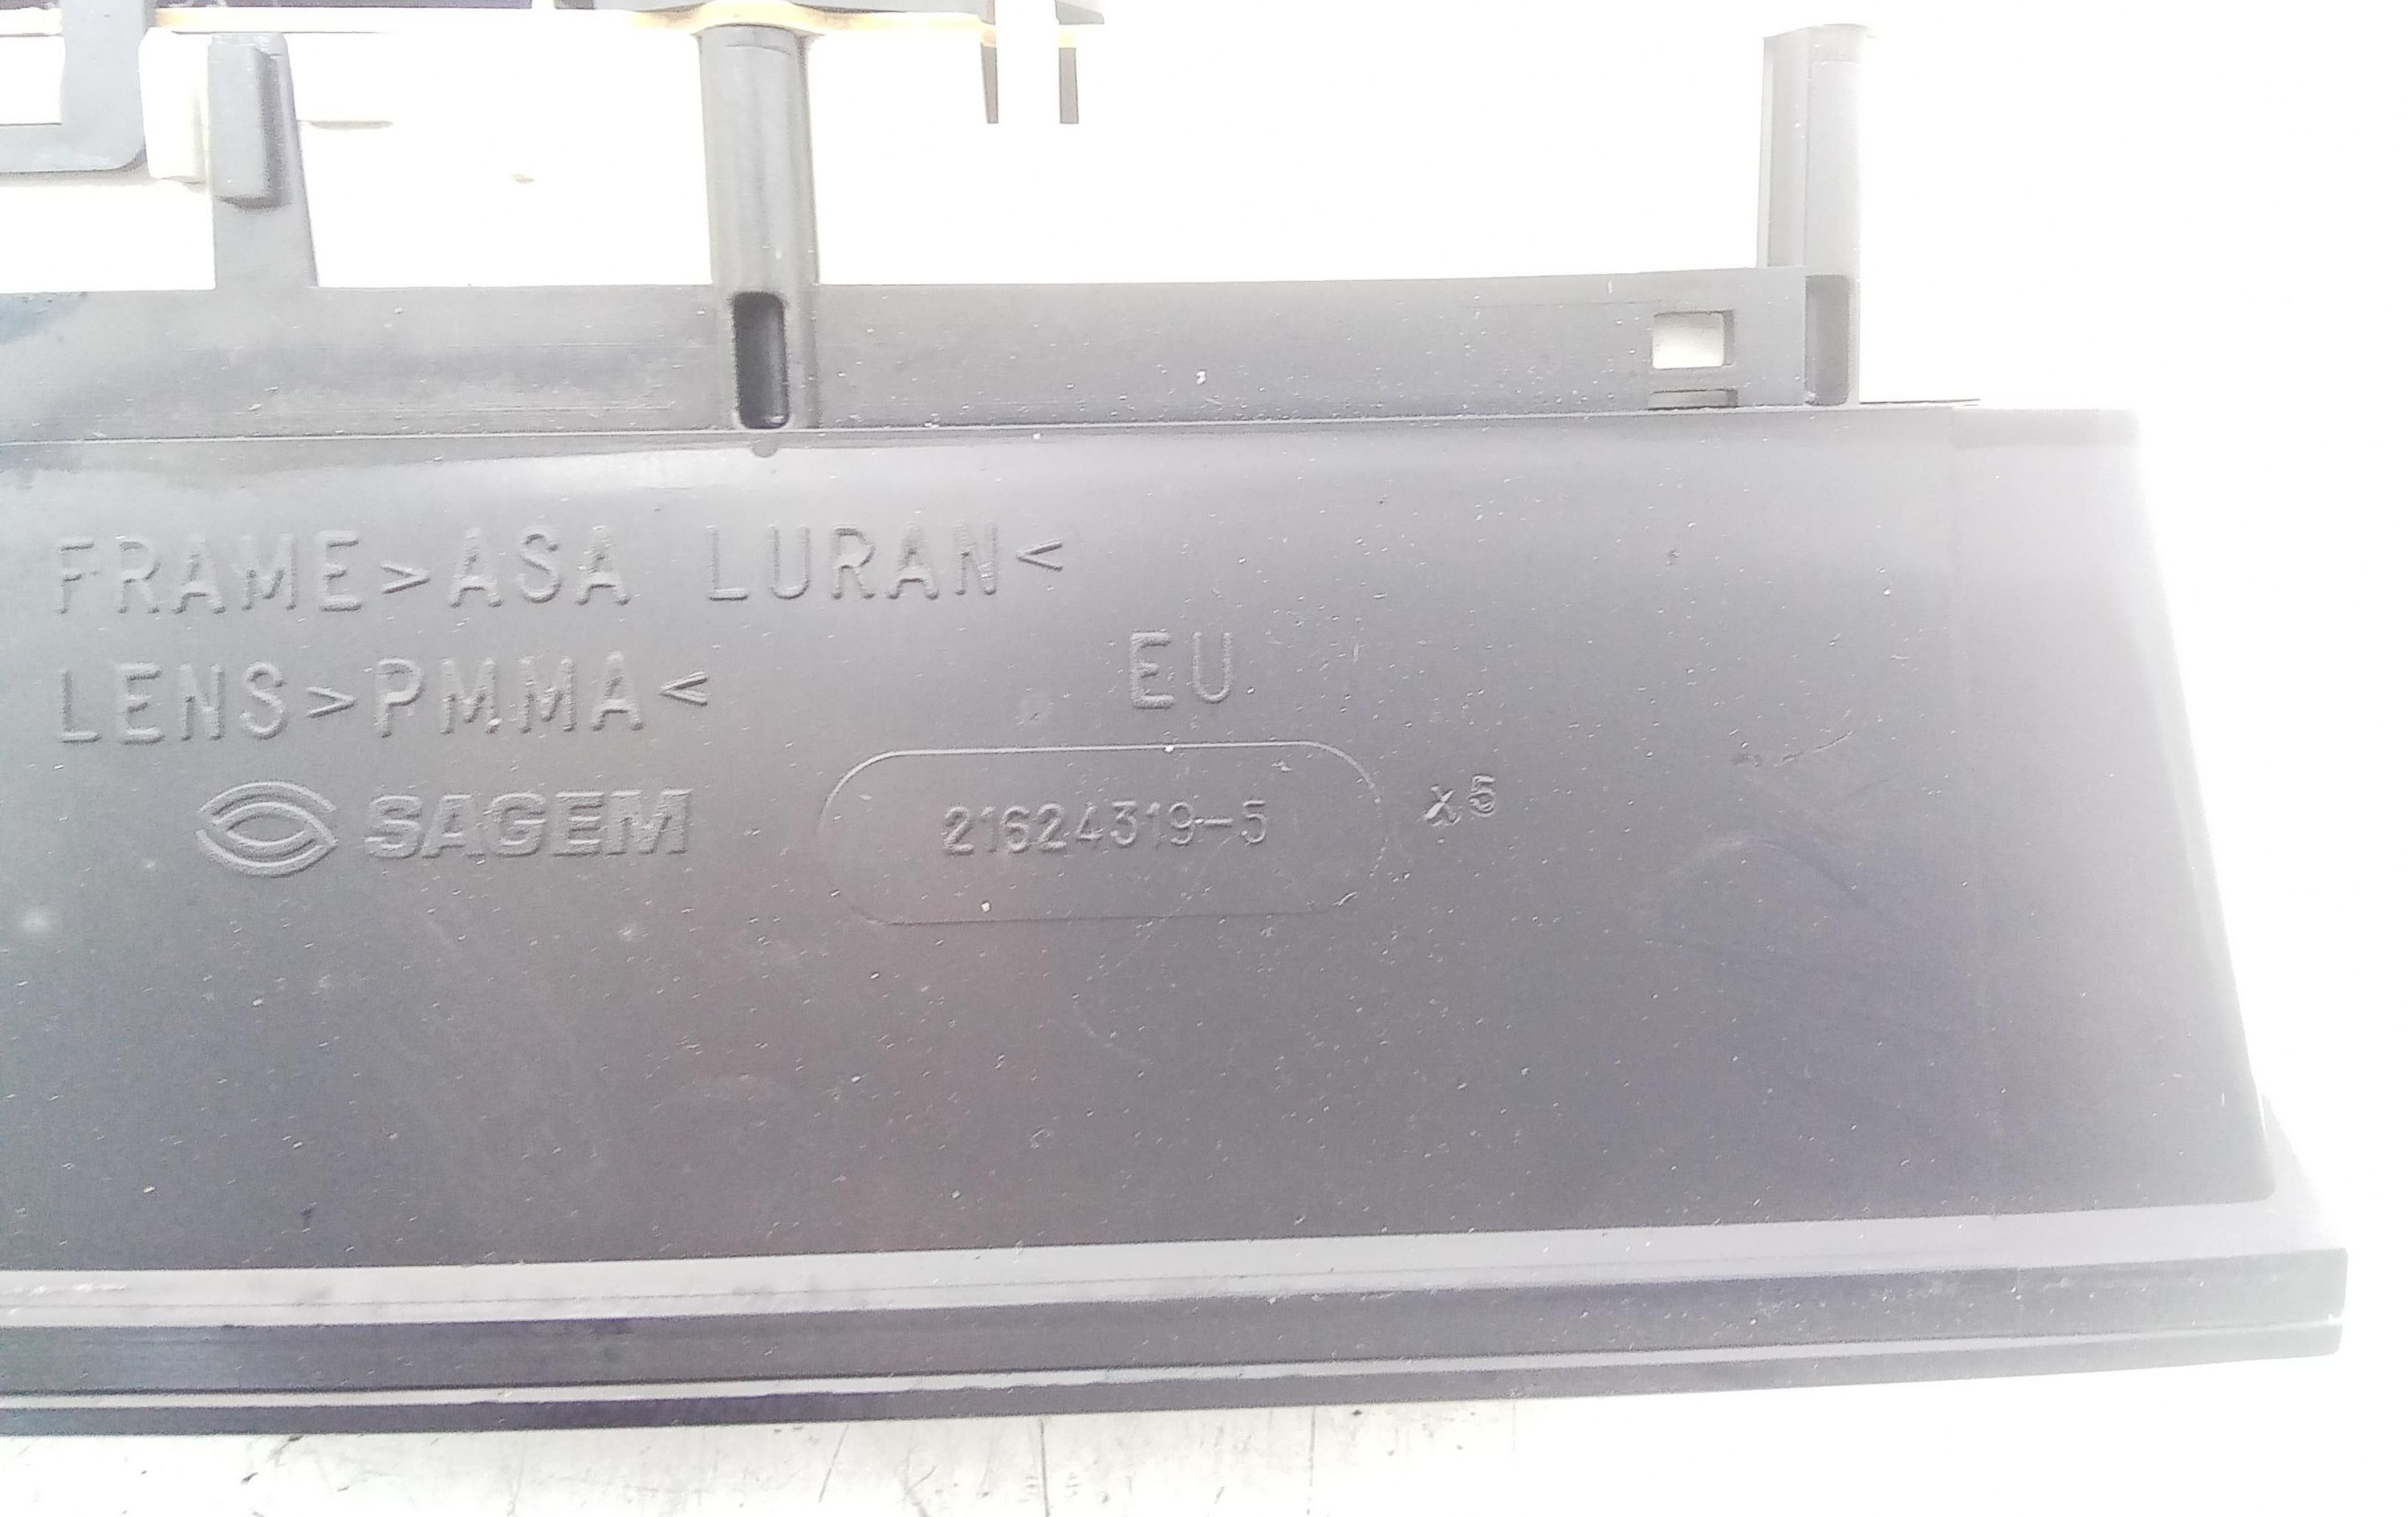 FRAME>ASA LURAN<
LENS>PMMA<
EU
SAGEM
21624319-5
x5